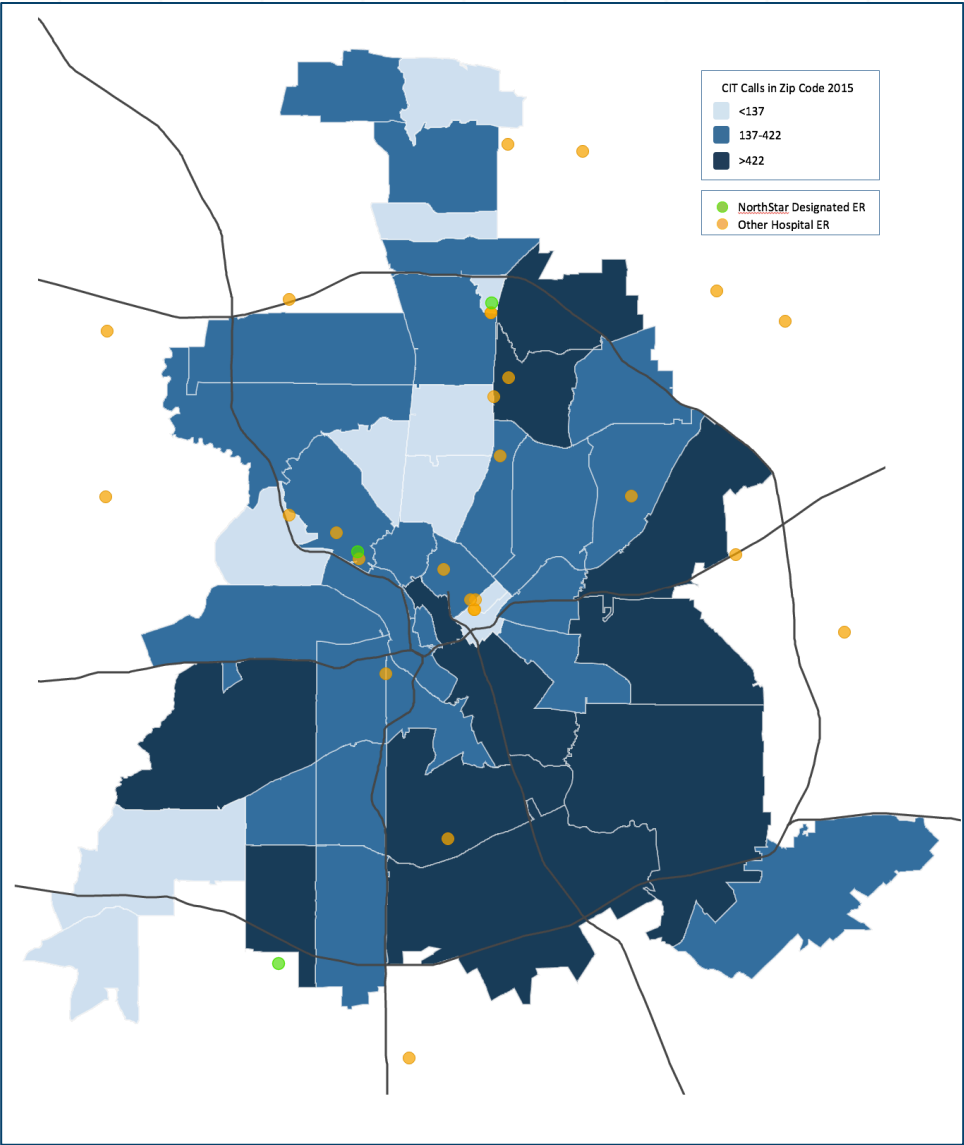 CIT Calls in Zip Code 2015
<137
137-422
>422
NorthStar Designated ER
Other Hospital ER